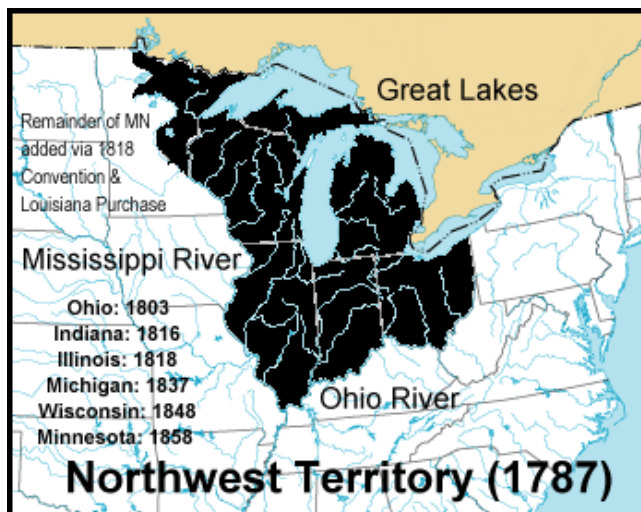 Great Lakes
Remainder of MN
added via 1818
Convention &
Louisiana Purchase
Mississippi River
Ohio: 1803
Indiana: 1816
Illinois: 1818
Michigan: 1837
Wisconsin: 1848
Minnesota: 1858
Ohio River
Northwest Territory (1787)